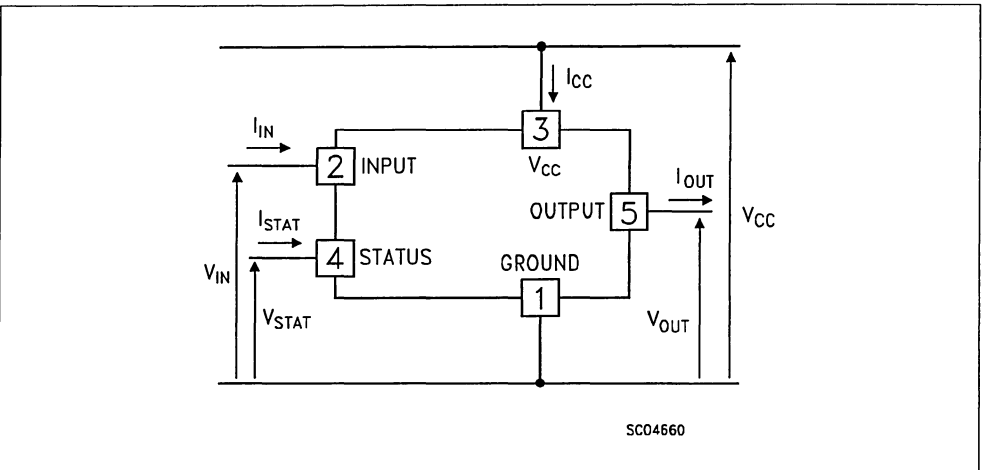 I_CC
I_IN
3
2 INPUT
V_CC
I_OUT
OUTPUT 5
V_CC
I_STAT
4 STATUS
GROUND
V_IN
1
V_STAT
V_OUT
SC04660